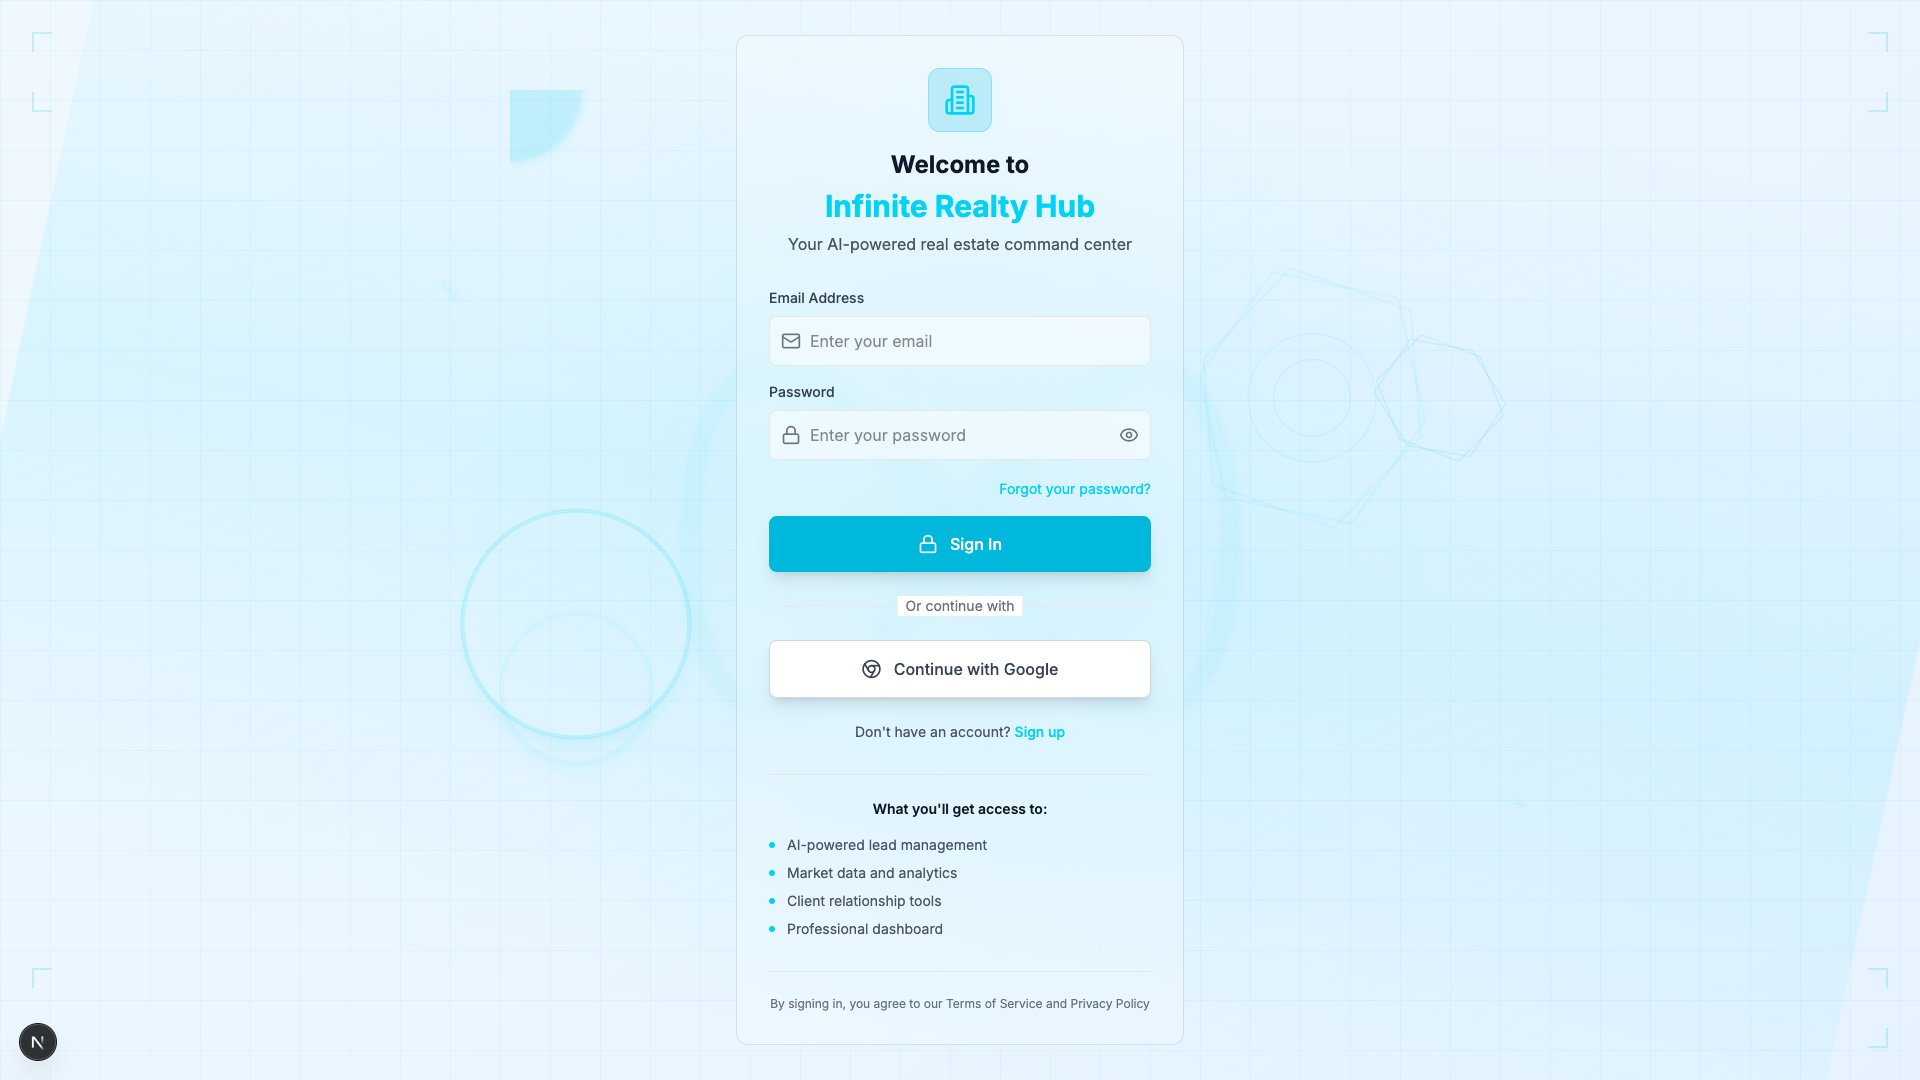 Welcome to
Infinite Realty Hub
Your AI-powered real estate command center
Email Address
Enter your email
Password
Enter your password
Forgot your password?
Sign In
Or continue with
Continue with Google
Don't have an account? Sign up
What you'll get access to:
AI-powered lead management
Market data and analytics
Client relationship tools
Professional dashboard
By signing in, you agree to our Terms of Service and Privacy Policy
N